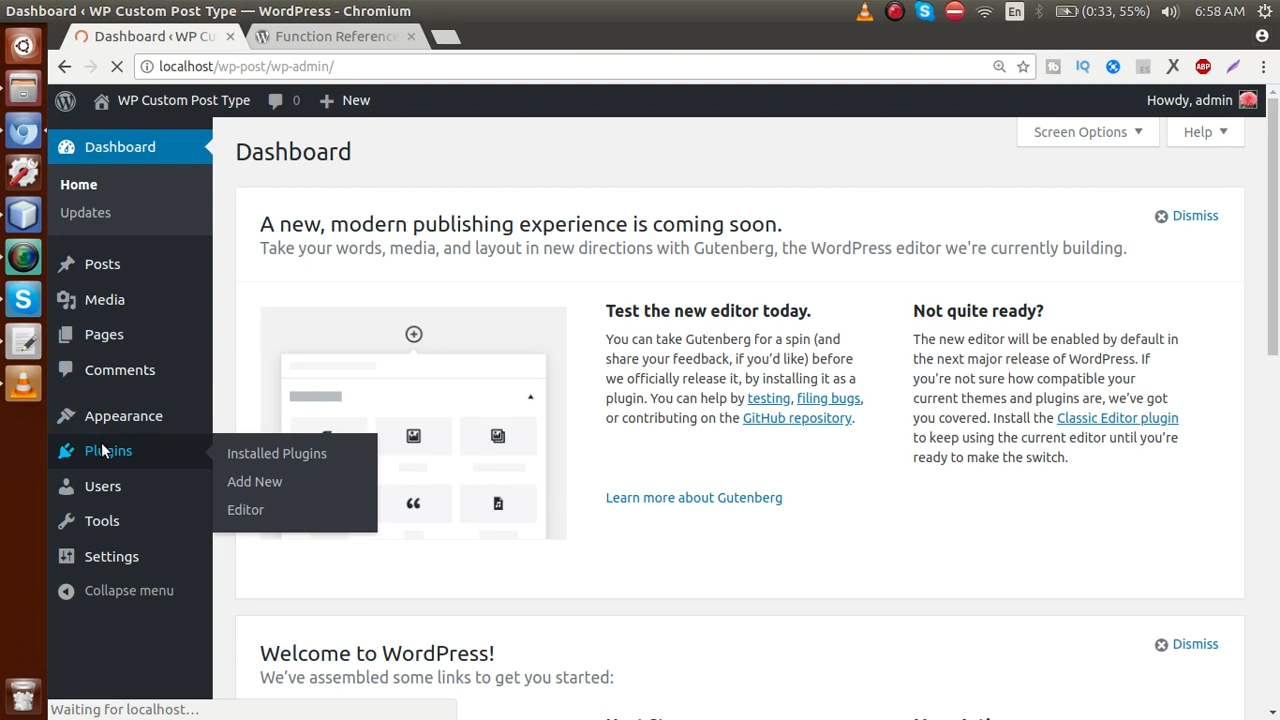 Dashboard ‹ WP Custom Post Type — WordPress - Chromium
En
(0:33, 55%)
6:58 AM
Dashboard ‹ WP Cu
Function Reference
localhost/wp-post/wp-admin/
tb
IQ
X
ABP
WP Custom Post Type
0
New
Howdy, admin
Dashboard
Home
Updates
Posts
Media
Pages
Comments
Appearance
Plugins
Users
Tools
Settings
Collapse menu
Installed Plugins
Add New
Editor
Screen Options
Help
Dashboard
A new, modern publishing experience is coming soon.
Dismiss
Take your words, media, and layout in new directions with Gutenberg, the WordPress editor we're currently building.
Test the new editor today.
You can take Gutenberg for a spin (and
share your feedback, if you'd like) before
we officially release it, by installing it as a
plugin. You can help by testing, filing bugs,
or contributing on the GitHub repository.
Learn more about Gutenberg
Not quite ready?
The new editor will be enabled by default in
the next major release of WordPress. If
you're not sure how compatible your
current themes and plugins are, we've got
you covered. Install the Classic Editor plugin
to keep using the current editor until you're
ready to make the switch.
Welcome to WordPress!
Dismiss
We've assembled some links to get you started:
Waiting for localhost…